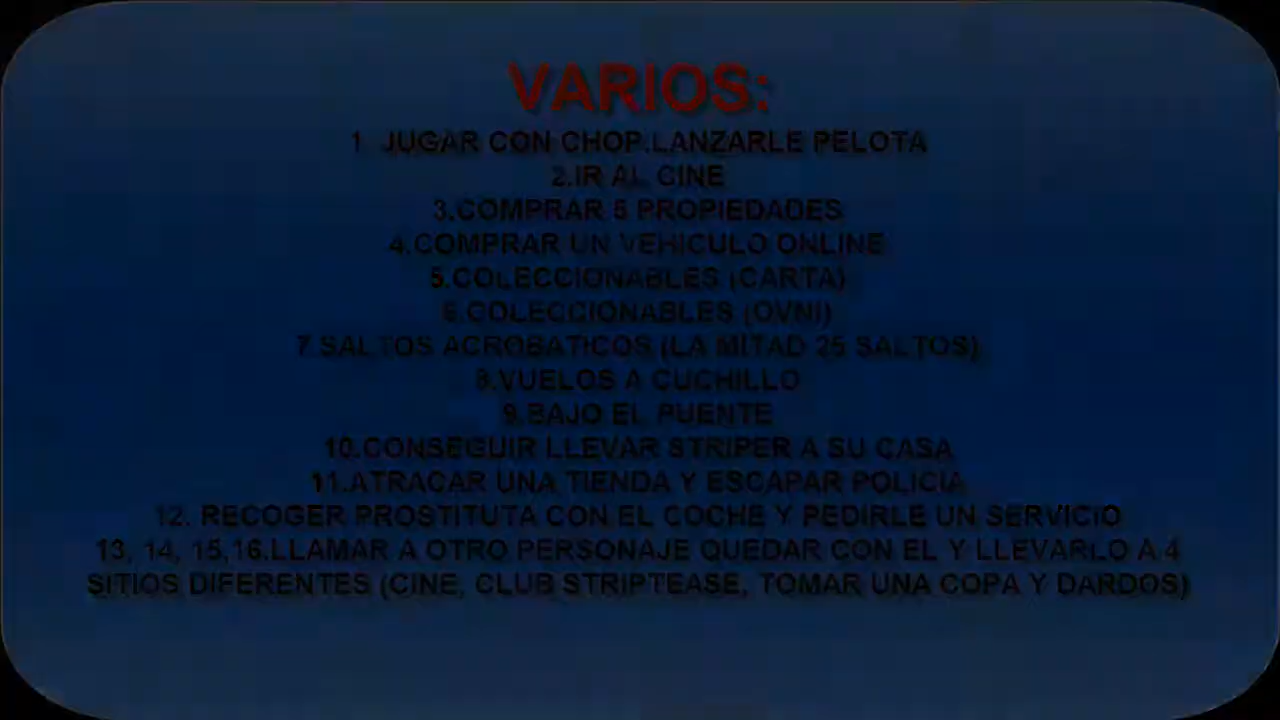 VARIOS:
1. JUGAR CON CHOP.LANZARLE PELOTA
2.IR AL CINE
3.COMPRAR 5 PROPIEDADES
4.COMPRAR UN VEHICULO ONLINE
5.COLECCIONABLES (CARTA)
6.COLECCIONABLES (OVNI)
7.SALTOS ACROBATICOS (LA MITAD 25 SALTOS)
8.VUELOS A CUCHILLO
9.BAJO EL PUENTE
10.CONSEGUIR LLEVAR STRIPER A SU CASA
11.ATRACAR UNA TIENDA Y ESCAPAR POLICIA
12. RECOGER PROSTITUTA CON EL COCHE Y PEDIRLE UN SERVICIO
13, 14, 15,16.LLAMAR A OTRO PERSONAJE QUEDAR CON EL Y LLEVARLO A 4
SITIOS DIFERENTES (CINE, CLUB STRIPTEASE, TOMAR UNA COPA Y DARDOS)